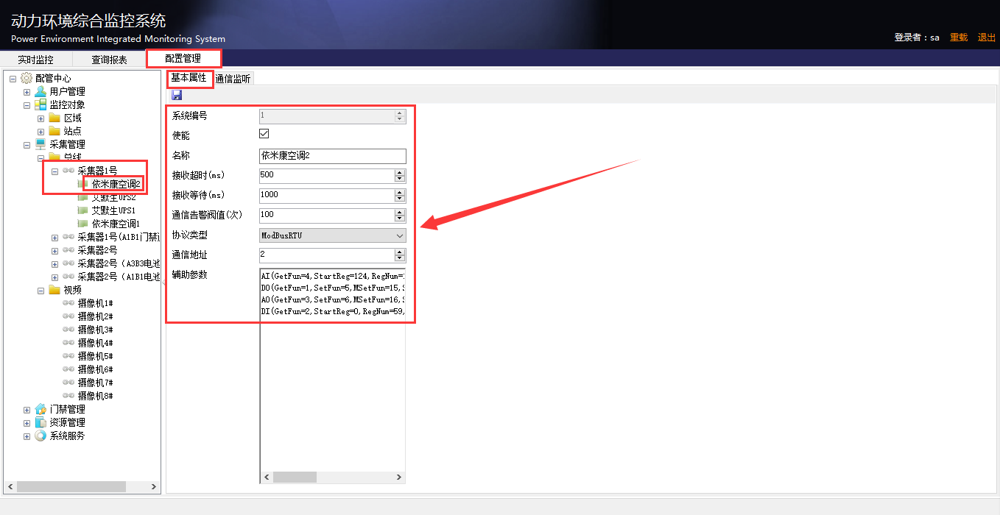 动力环境综合监控系统
Power Environment Integrated Monitoring System
登录者：sa 重载 退出
实时监控 查询报表 配置管理
配管中心
用户管理
监控对象
区域
站点
采集管理
总线
采集器1号
依米康空调2
艾默生UPS2
艾默生UPS1
依米康空调1
采集器1号(A1B1门禁
采集器2号
采集器2号（A3B3电池
采集器2号（A1B1电池
视频
摄像机1#
摄像机2#
摄像机3#
摄像机4#
摄像机5#
摄像机6#
摄像机7#
摄像机8#
门禁管理
资源管理
系统服务
基本属性 通信监听
系统编号 1
使能
名称 依米康空调2
接收超时(ms) 500
接收等待(ms) 1000
通信告警阀值(次) 100
协议类型 ModBusRTU
通信地址 2
辅助参数
AI(GetFun=4,StartReg=124,RegNum=
DO(GetFun=1,SetFun=5,MSetFun=15,
AO(GetFun=3,SetFun=6,MSetFun=16,
DI(GetFun=2,StartReg=0,RegNum=59,